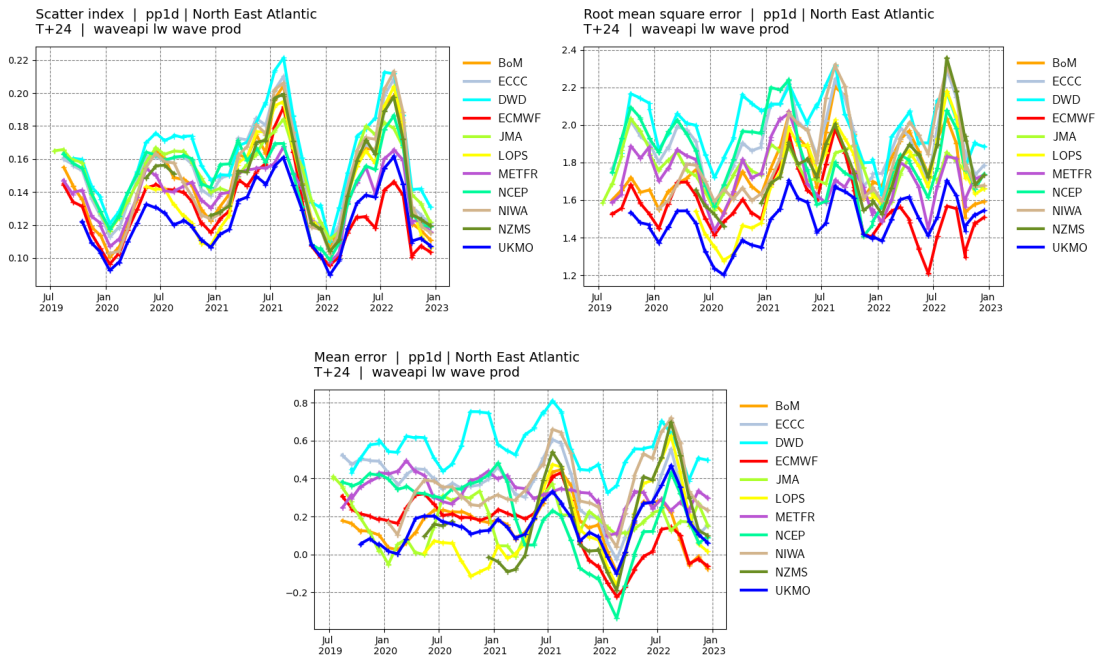 Scatter index | pp1d | North East Atlantic
T+24 | waveapi lw wave prod
0.22
0.20
0.18
0.16
0.14
0.12
0.10
Jul 2019
Jan 2020
Jul 2020
Jan 2021
Jul 2021
Jan 2022
Jul 2022
Jan 2023
BoM
ECCC
DWD
ECMWF
JMA
LOPS
METFR
NCEP
NIWA
NZMS
UKMO
Root mean square error | pp1d | North East Atlantic
T+24 | waveapi lw wave prod
2.4
2.2
2.0
1.8
1.6
1.4
1.2
Jul 2019
Jan 2020
Jul 2020
Jan 2021
Jul 2021
Jan 2022
Jul 2022
Jan 2023
BoM
ECCC
DWD
ECMWF
JMA
LOPS
METFR
NCEP
NIWA
NZMS
UKMO
Mean error | pp1d | North East Atlantic
T+24 | waveapi lw wave prod
0.8
0.6
0.4
0.2
0.0
−0.2
Jul 2019
Jan 2020
Jul 2020
Jan 2021
Jul 2021
Jan 2022
Jul 2022
Jan 2023
BoM
ECCC
DWD
ECMWF
JMA
LOPS
METFR
NCEP
NIWA
NZMS
UKMO